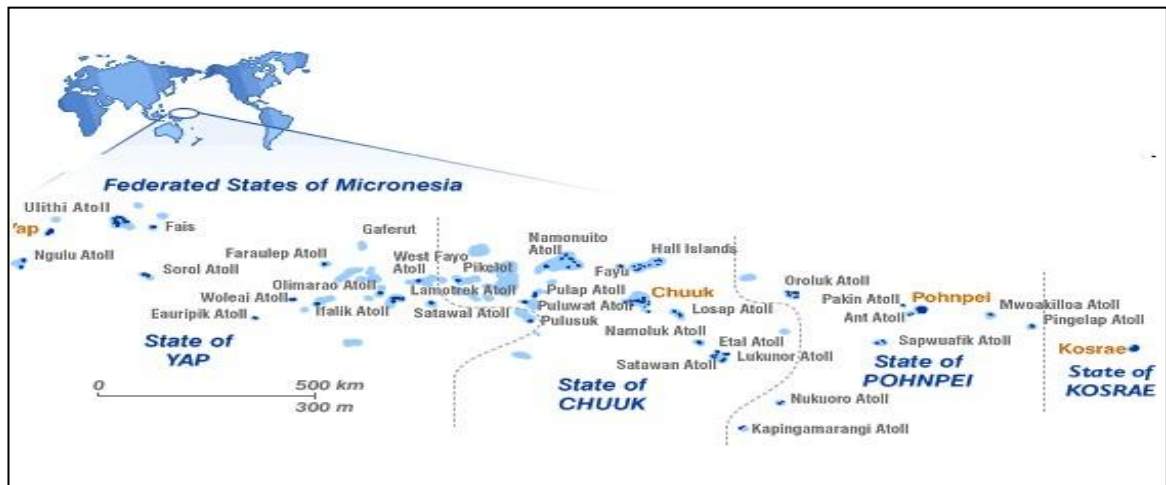 Federated States of Micronesia
Ulithi Atoll
Yap
Fais
Ngulu Atoll
Sorol Atoll
Gaferut
Faraulep Atoll
West Fayo
Atoll
Pikelot
Namonuito
Atoll
Hall Islands
Fayu
Olimarao Atoll
Woleai Atoll
Ifalik Atoll
Eauripik Atoll
Lamotrek Atoll
Satawal Atoll
Pulap Atoll
Puluwat Atoll
Pulusuk
Chuuk
Losap Atoll
Namoluk Atoll
Etal Atoll
Lukunor Atoll
Satawan Atoll
Oroluk Atoll
Pakin Atoll
Pohnpei
Ant Atoll
Mwoakilloa Atoll
Pingelap Atoll
Sapwuafik Atoll
Kosrae
Nukuoro Atoll
Kapingamarangi Atoll
State of
YAP
State of
CHUUK
State of
POHNPEI
State of
KOSRAE
0 500 km
300 m